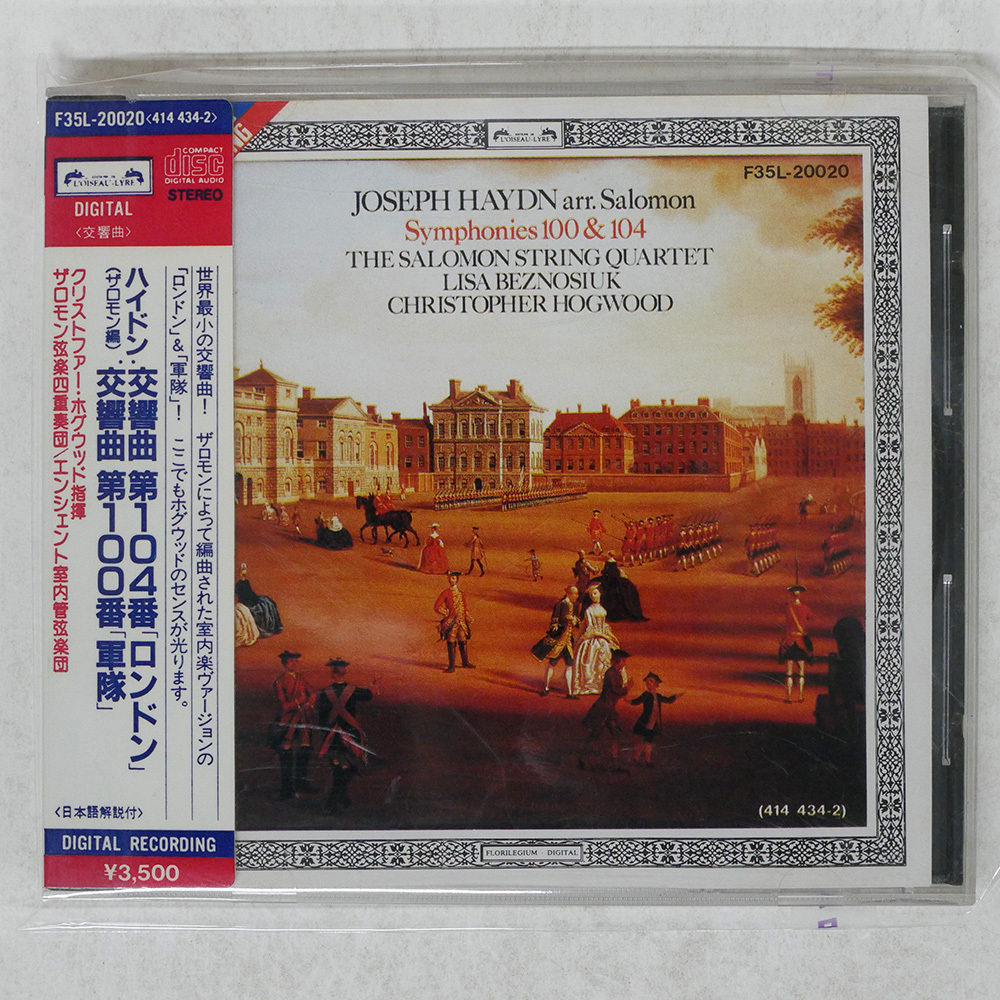 F35L-20020<414 434-2>
EDITIONS DE
L'OISEAU-LYRE
COMPACT
disc
DIGITAL AUDIO
STEREO
DIGITAL
〈交響曲〉
世界最小の交響曲! ザロモンによって編曲された室内楽ヴァージョンの
「ロンドン」&「軍隊」! ここでもホグウッドのセンスが光ります。
ハイドン:交響曲 第104番「ロンドン」
(ザロモン編):交響曲 第100番「軍隊」
クリストファー・ホグウッド指揮
ザロモン弦楽四重奏団/エンシェント室内管弦楽団
〈日本語解説付〉
DIGITAL RECORDING
¥3,500
L'OISEAU-LYRE
F35L-20020
JOSEPH HAYDN arr. Salomon
Symphonies 100 & 104
THE SALOMON STRING QUARTET
LISA BEZNOSIUK
CHRISTOPHER HOGWOOD
(414 434-2)
FLORILEGIUM · DIGITAL